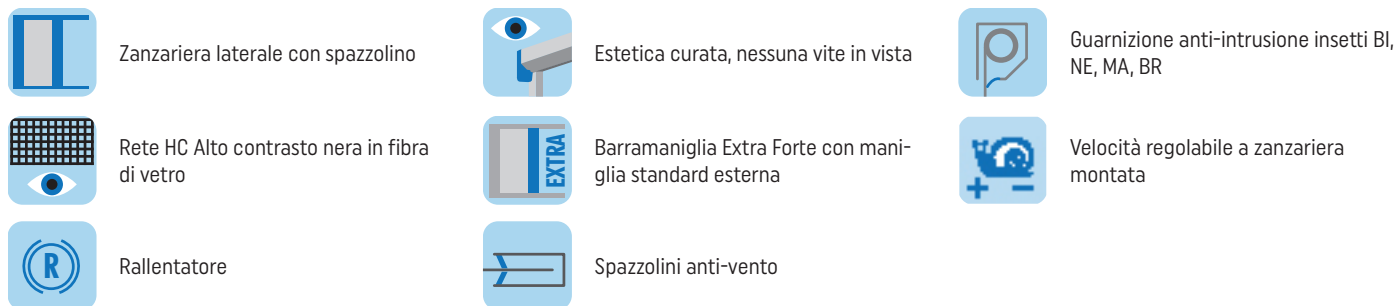 Zanzariera laterale con spazzolino
Estetica curata, nessuna vite in vista
Guarnizione anti-intrusione insetti BI,
NE, MA, BR
Rete HC Alto contrasto nera in fibra
di vetro
EXTRA
Barramaniglia Extra Forte con mani-
glia standard esterna
Velocità regolabile a zanzariera
montata
R
Rallentatore
Spazzolini anti-vento